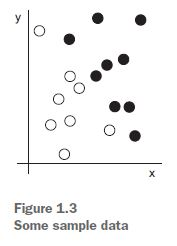 y
x
Figure 1.3
Some sample data